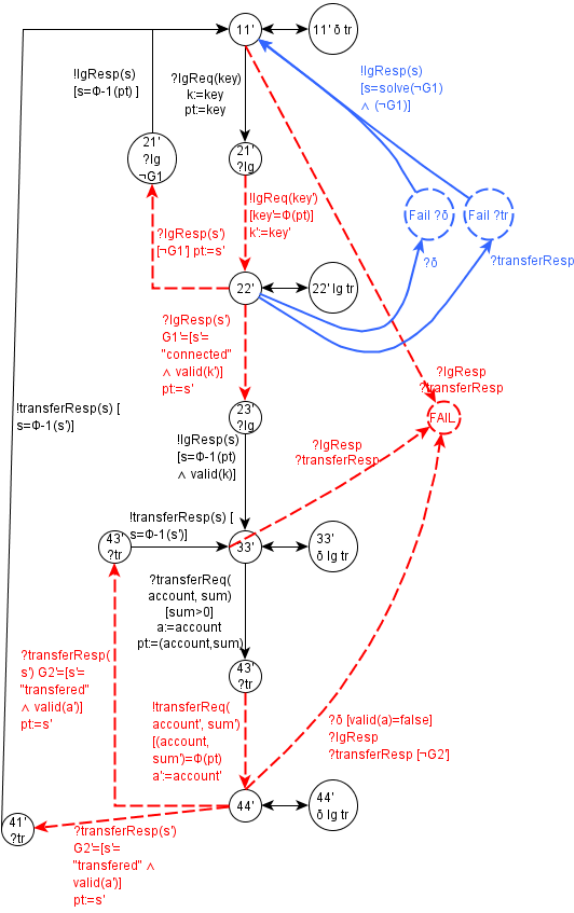 11'
11' δ tr
!lgResp(s)
[s=Φ-1(pt) ]
?lgReq(key)
k:=key
pt:=key
!lgResp(s)
[s=solve(¬G1)
∧ (¬G1)]
21'
?lg
¬G1
21'
?lg
!lgReq(key')
[key'=Φ(pt)]
k':=key'
Fail ?δ
Fail ?tr
?lgResp(s')
[¬G1'] pt:=s'
?δ
?transferResp
22'
22' lg tr
?lgResp(s')
G1'=[s'=
"connected"
∧ valid(k')]
pt:=s'
?lgResp
?transferResp
!transferResp(s) [
s=Φ-1(s')]
23'
?lg
FAIL
!lgResp(s)
[s=Φ-1(pt)
∧ valid(k)]
?lgResp
?transferResp
!transferResp(s) [
s=Φ-1(s')]
43'
?tr
33'
33'
δ lg tr
?transferReq(
account, sum)
[sum>0]
a:=account
pt:=(account,sum)
?transferResp(
s') G2'=[s'=
"transfered"
∧ valid(a')]
pt:=s'
43'
?tr
!transferReq(
account', sum')
[(account,
sum')=Φ(pt)
a':=account'
?δ [valid(a)=false]
?lgResp
?transferResp [¬G2']
44'
44'
δ lg tr
41'
?tr
?transferResp(s')
G2'=[s'=
"transfered" ∧
valid(a')]
pt:=s'